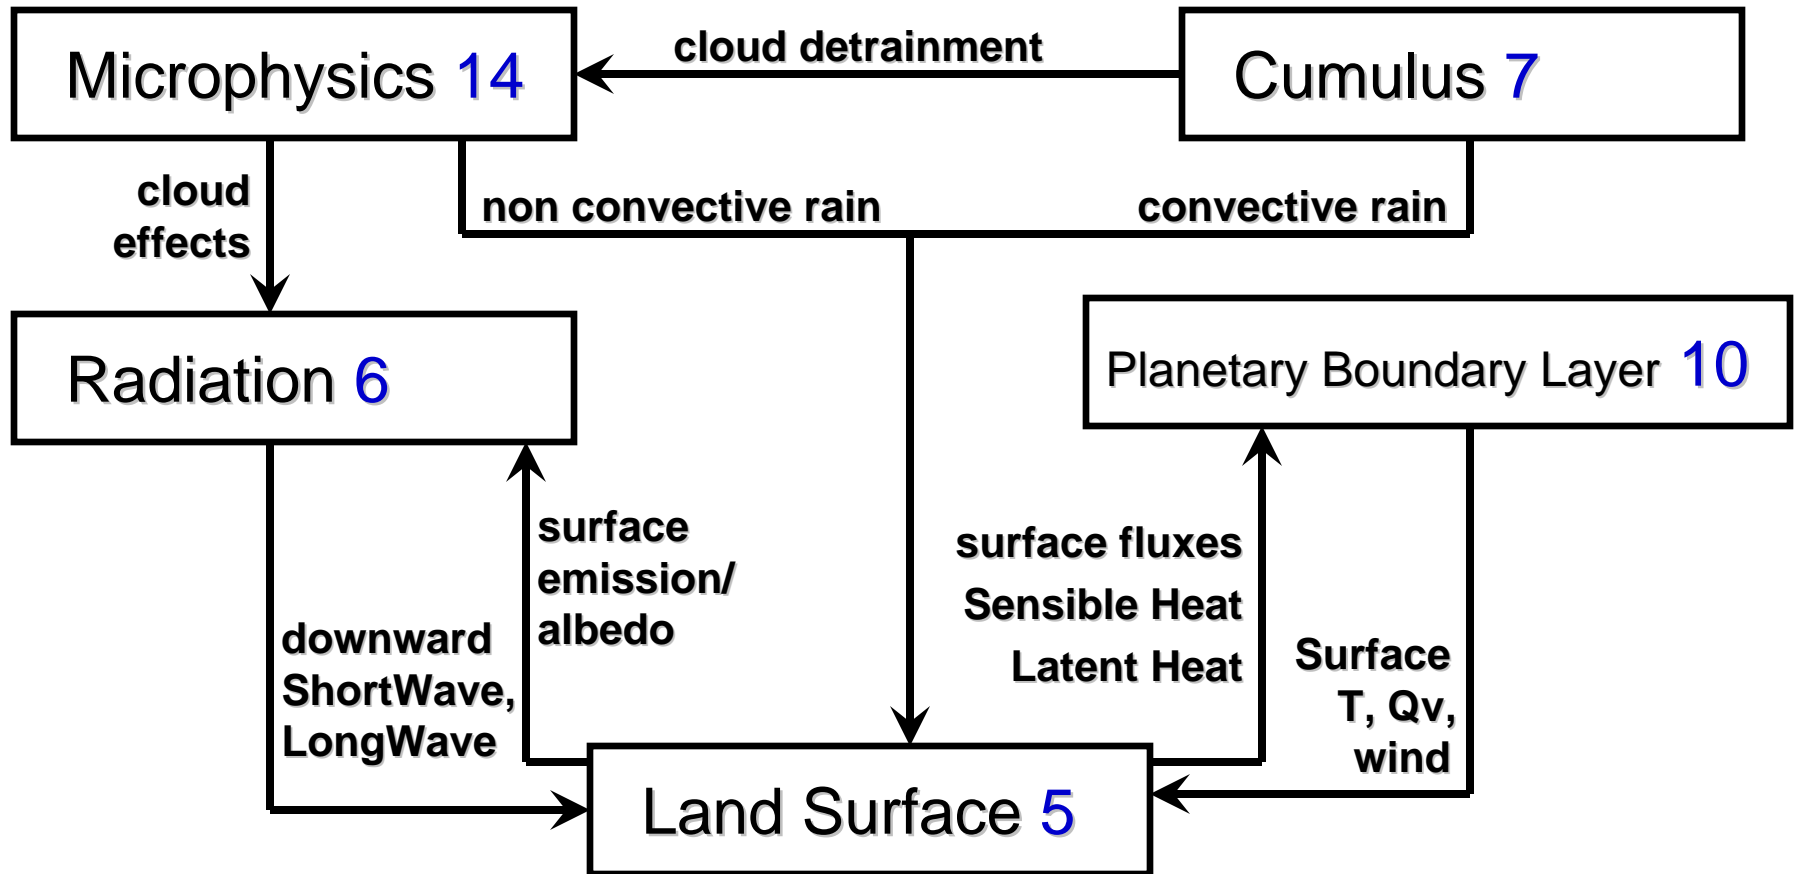 Microphysics 14
cloud detrainment
Cumulus 7
cloud
effects
non convective rain
convective rain
Radiation 6
Planetary Boundary Layer 10
surface
emission/
albedo
downward
ShortWave,
LongWave
surface fluxes
Sensible Heat
Latent Heat
Surface
T, Qv,
wind
Land Surface 5